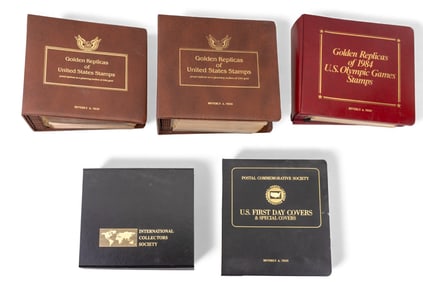 Golden Replicas
of
United States Stamps
Golden Replicas
of
United States Stamps
Golden Replicas
of 1984
U.S. Olympic Games
Stamps
INTERNATIONAL
COLLECTORS
SOCIETY
POSTAL COMMEMORATIVE SOCIETY
U.S. FIRST DAY COVERS
& SPECIAL COVERS